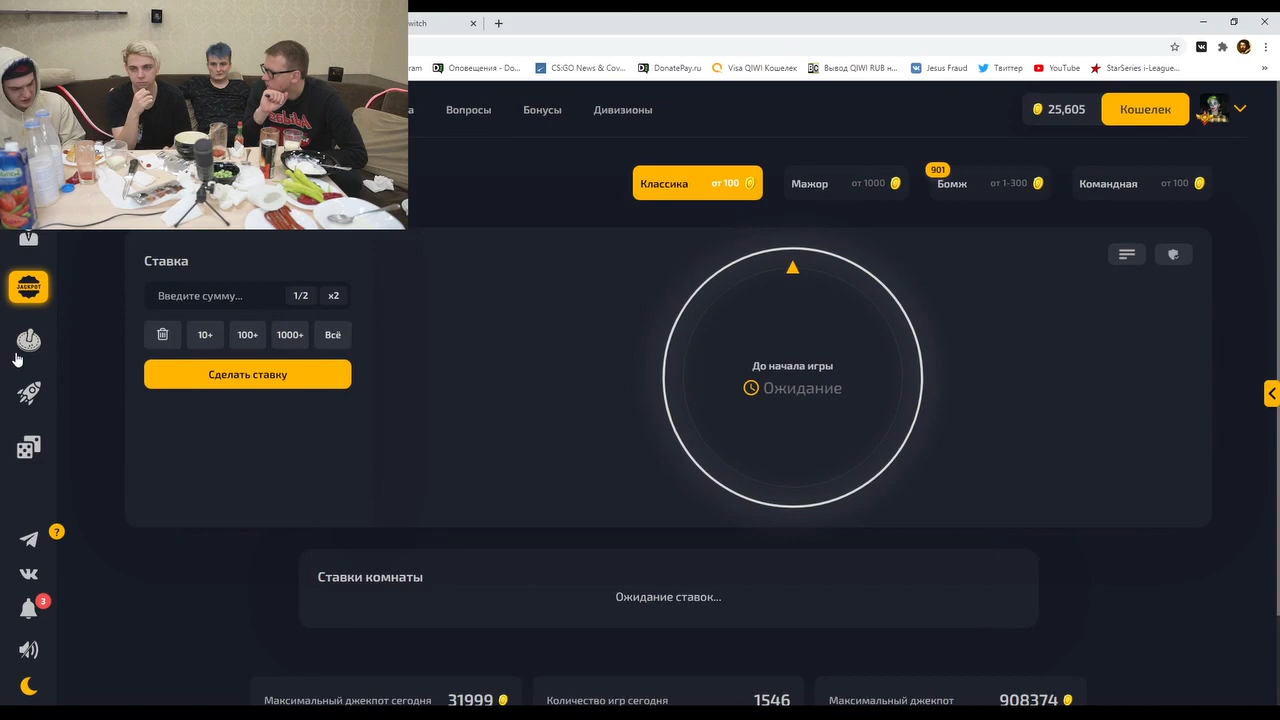 witch
ram
Оповещения - Do...
CS:GO News & Cov...
DonatePay.ru
Visa QIWI Кошелек
Вывод QIWI RUB н...
Jesus Fraud
Твиттер
YouTube
StarSeries i-League...
»
а
Вопросы
Бонусы
Дивизионы
25,605
Кошелек
Классика от 100
Мажор от 1000
901
Бомж от 1-300
Командная от 100
JACKPOT
Ставка
Введите сумму...
1/2
x2
10+
100+
1000+
Всё
Сделать ставку
До начала игры
Ожидание
?
3
Ставки комнаты
Ожидание ставок...
Максимальный джекпот сегодня 31999
Количество игр сегодня 1546
Максимальный джекпот 908374